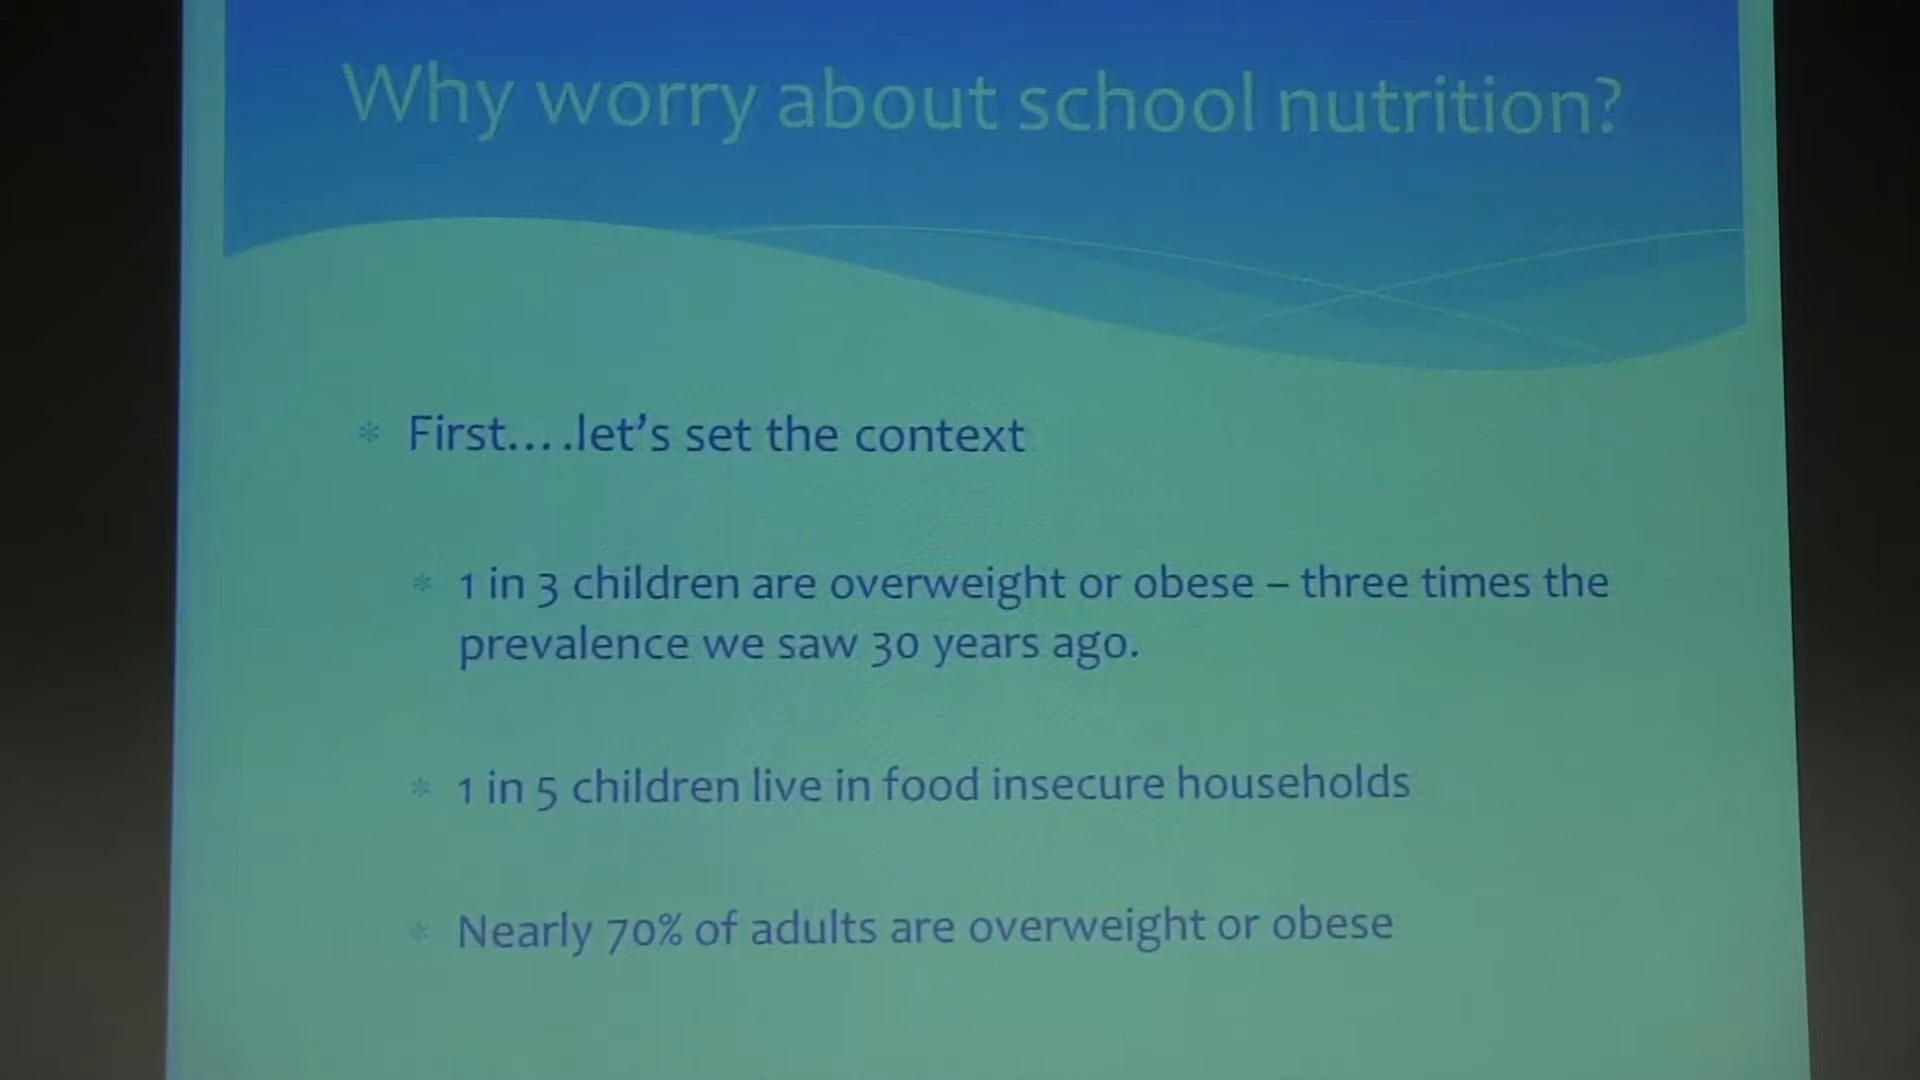 Why worry about school nutrition?
* First….let's set the context
* 1 in 3 children are overweight or obese – three times the
prevalence we saw 30 years ago.
* 1 in 5 children live in food insecure households
* Nearly 70% of adults are overweight or obese